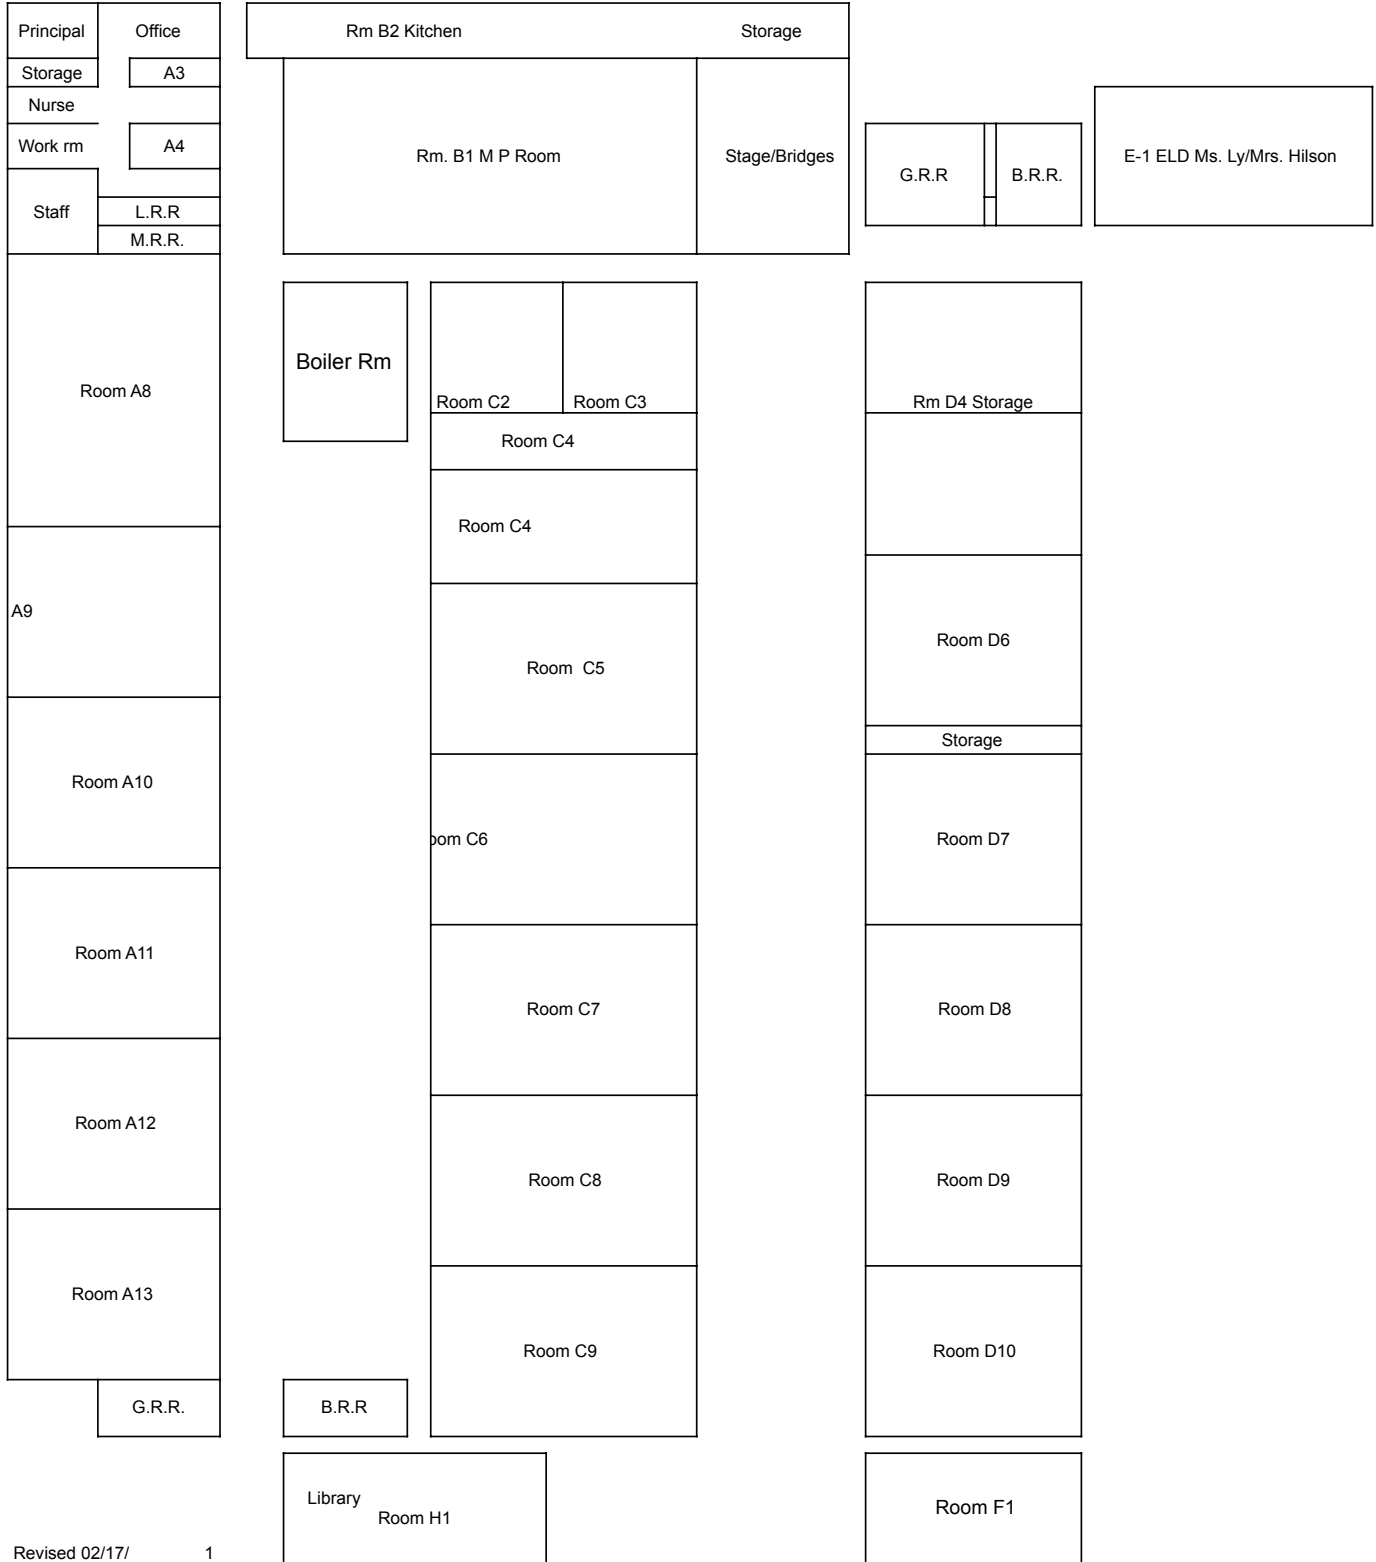 Principal Office Rm B2 Kitchen Storage
Storage A3
Nurse
Work rm A4 Rm. B1 M P Room Stage/Bridges G.R.R B.R.R. E-1 ELD Ms. Ly/Mrs. Hilson
Staff L.R.R
M.R.R.
Boiler Rm
Room A8 Room C2 Room C3 Rm D4 Storage
Room C4
Room C4
A9 Room D6
Room C5
Storage
Room A10
oom C6 Room D7
Room A11
Room C7 Room D8
Room A12
Room C8 Room D9
Room A13
Room C9 Room D10
G.R.R. B.R.R
Library
Room H1 Room F1
Revised 02/17/ 1